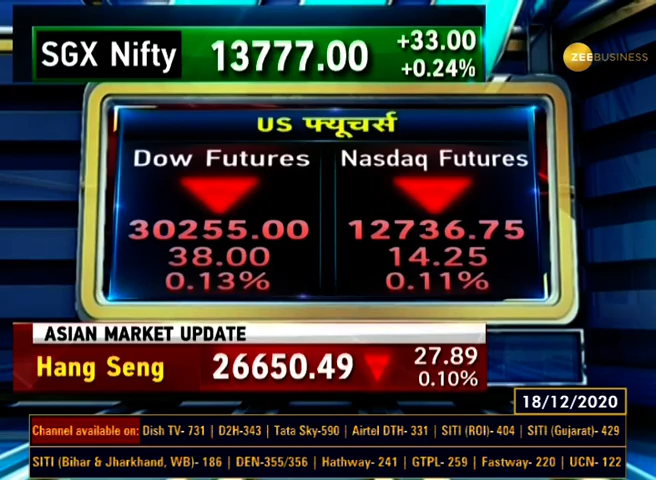 SGX Nifty 13777.00 +33.00
+0.24%
ZEE BUSINESS
US फ्यूचर्स
Dow Futures Nasdaq Futures
30255.00 12736.75
38.00 14.25
0.13% 0.11%
ASIAN MARKET UPDATE
Hang Seng 26650.49 27.89
0.10%
18/12/2020
Channel available on: Dish TV- 731 | D2H-343 | Tata Sky-590 | Airtel DTH- 331 | SITI (ROI)- 404 | SITI (Gujarat)- 429
SITI (Bihar & Jharkhand, WB)- 186 | DEN-355/356 | Hathway- 241 | GTPL- 259 | Fastway- 220 | UCN- 122